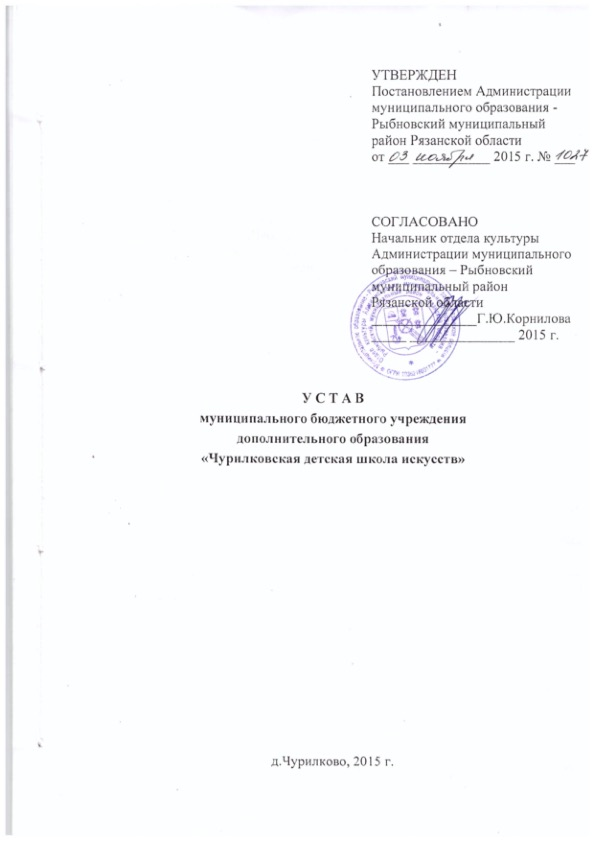 УТВЕРЖДЕН
Постановлением Администрации
муниципального образования -
Рыбновский муниципальный
район Рязанской области
от 03 ноября 2015 г. № 1027
СОГЛАСОВАНО
Начальник отдела культуры
Администрации муниципального
образования – Рыбновский
муниципальный район
Рязанской области
Г.Ю.Корнилова
2015 г.
У С Т А В
муниципального бюджетного учреждения
дополнительного образования
«Чурилковская детская школа искусств»
д.Чурилково, 2015 г.